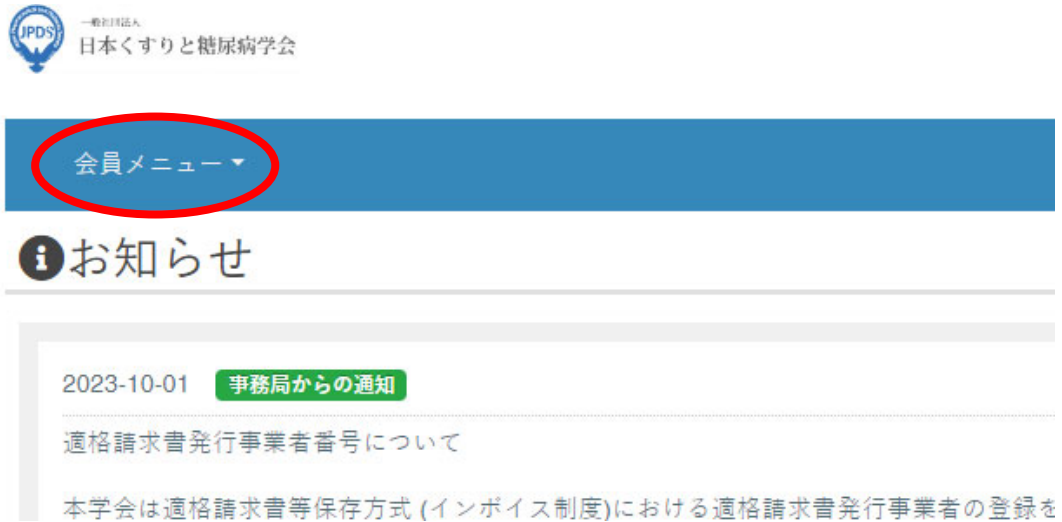 JPDS
一般社団法人
日本くすりと糖尿病学会
会員メニュー
お知らせ
2023-10-01 事務局からの通知
適格請求書発行事業者番号について
本学会は適格請求書等保存方式 (インボイス制度)における適格請求書発行事業者の登録を